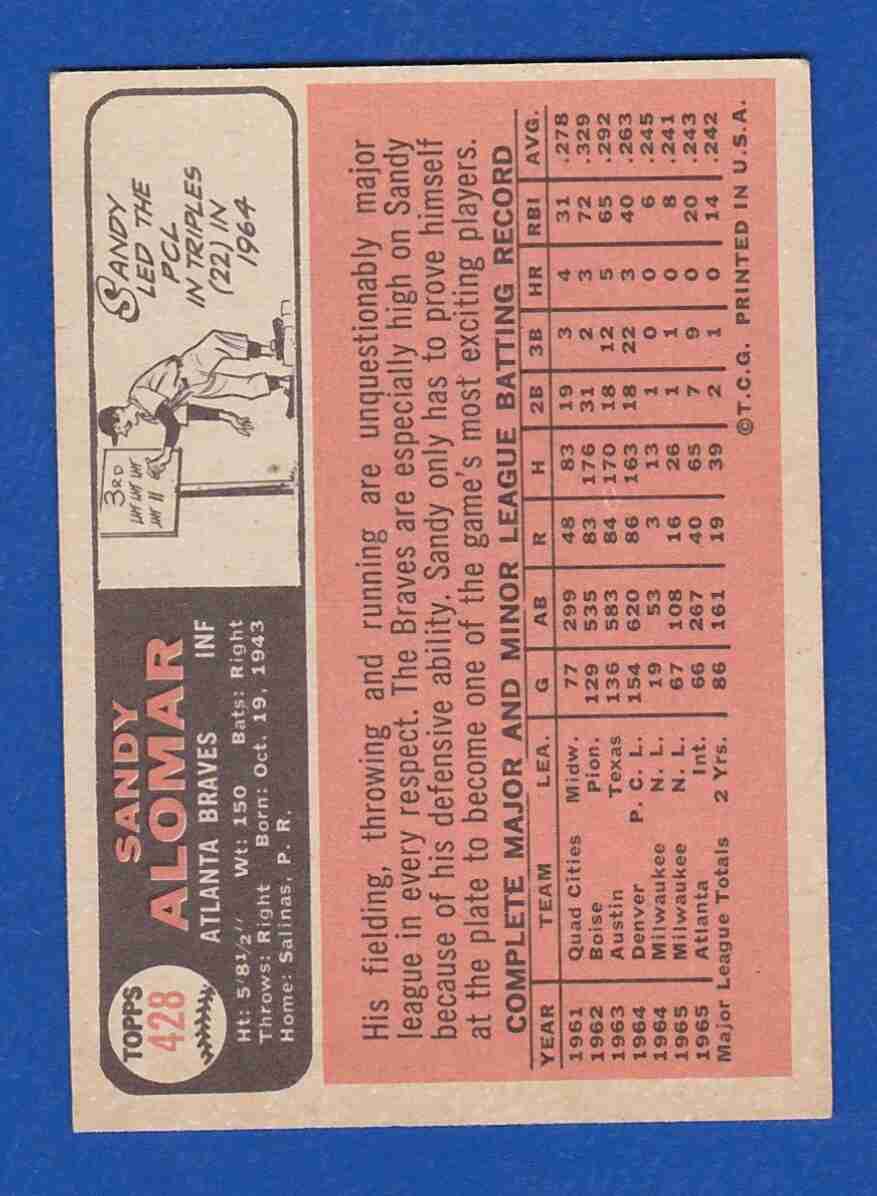 TOPPS
428
SANDY
ALOMAR
ATLANTA BRAVES INF
Ht: 5'8½" Wt: 150 Bats: Right
Throws: Right Born: Oct. 19, 1943
Home: Salinas, P. R.
3RD
SANDY
LED THE
PCL
IN TRIPLES
(22) IN
1964
His fielding, throwing and running are unquestionably major
league in every respect. The Braves are especially high on Sandy
because of his defensive ability. Sandy only has to prove himself
at the plate to become one of the game's most exciting players.
COMPLETE MAJOR AND MINOR LEAGUE BATTING RECORD
YEAR TEAM LEA. G AB R H 2B 3B HR RBI AVG.
1961 Quad Cities Midw. 77 299 48 83 19 3 4 31 .278
1962 Boise Pion. 129 535 83 176 31 2 3 72 .329
1963 Austin Texas 136 583 84 170 18 12 5 65 .292
1964 Denver P. C. L. 154 620 86 163 18 22 3 40 .263
1964 Milwaukee N. L. 19 53 3 13 1 0 0 6 .245
1965 Milwaukee N. L. 67 108 16 26 1 1 0 8 .241
1965 Atlanta Int. 66 267 40 65 7 9 0 20 .243
Major League Totals 2 Yrs. 86 161 19 39 2 1 0 14 .242
©T.C.G. PRINTED IN U.S.A.